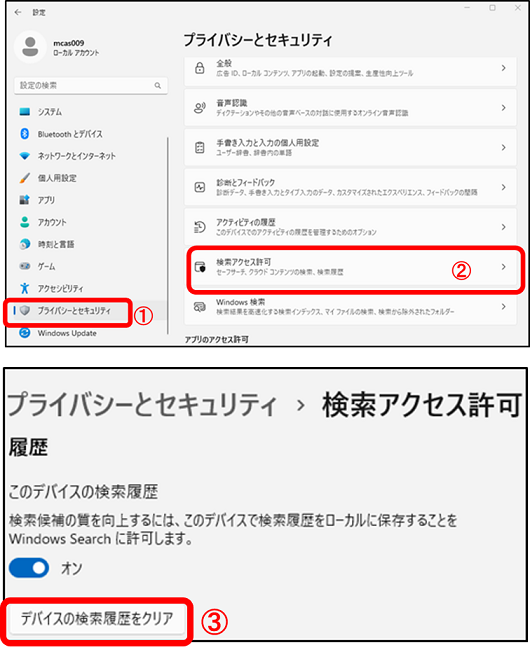 設定
mcas009
ローカル アカウント
設定の検索
システム
Bluetooth とデバイス
ネットワークとインターネット
個人用設定
アプリ
アカウント
時刻と言語
ゲーム
アクセシビリティ
プライバシーとセキュリティ
①
Windows Update
プライバシーとセキュリティ
全般
広告 ID、ローカル コンテンツ、アプリの起動、設定の提案、生産性向上ツール
音声認識
ディクテーションやその他の音声ベースの対話に使用するオンライン音声認識
手書き入力と入力の個人用設定
ユーザー辞書、辞書内の単語
診断とフィードバック
診断データ、手書き入力とタイプ入力のデータ、カスタマイズされたエクスペリエンス、フィードバックの間隔
アクティビティの履歴
このデバイスでのアクティビティの履歴を管理するためのオプション
検索アクセス許可
セーフサーチ、クラウド コンテンツの検索、検索履歴
②
Windows 検索
検索結果を高速化する検索インデックス、マイ ファイルの検索、検索から除外されたフォルダー
アプリのアクセス許可
プライバシーとセキュリティ › 検索アクセス許可
履歴
このデバイスの検索履歴
検索候補の質を向上するには、このデバイスで検索履歴をローカルに保存することを
Windows Search に許可します。
オン
デバイスの検索履歴をクリア
③